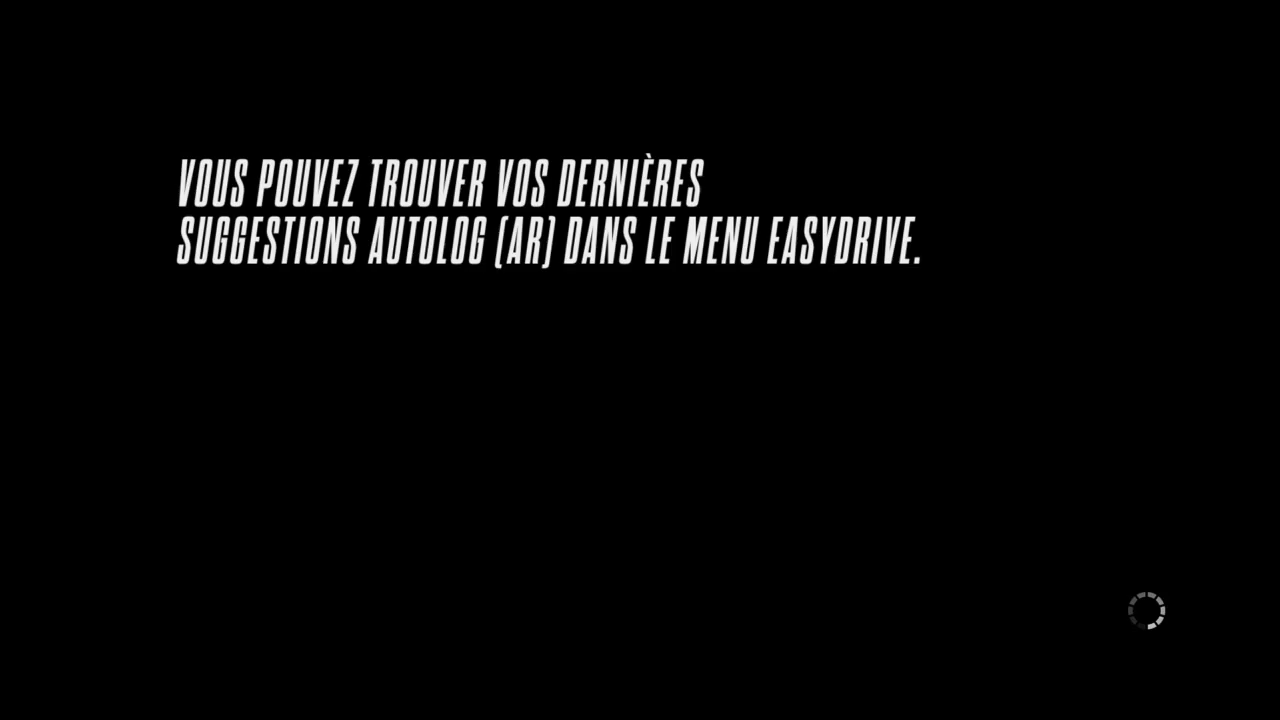 VOUS POUVEZ TROUVER VOS DERNIÈRES
SUGGESTIONS AUTOLOG (AR) DANS LE MENU EASYDRIVE.